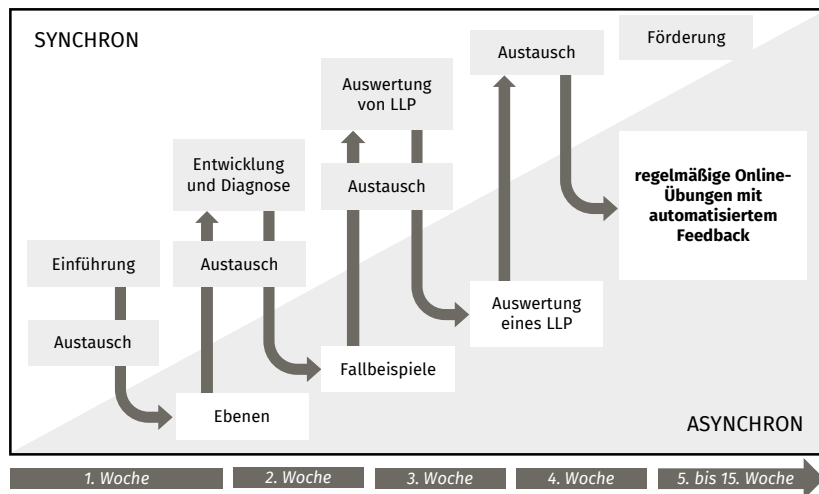 SYNCHRON
Einführung
Austausch
Ebenen
Entwicklung
und Diagnose
Austausch
Fallbeispiele
Auswertung
von LLP
Austausch
Auswertung
eines LLP
Austausch
Förderung
regelmäßige Online-
Übungen mit
automatisiertem
Feedback
ASYNCHRON
1. Woche
2. Woche
3. Woche
4. Woche
5. bis 15. Woche